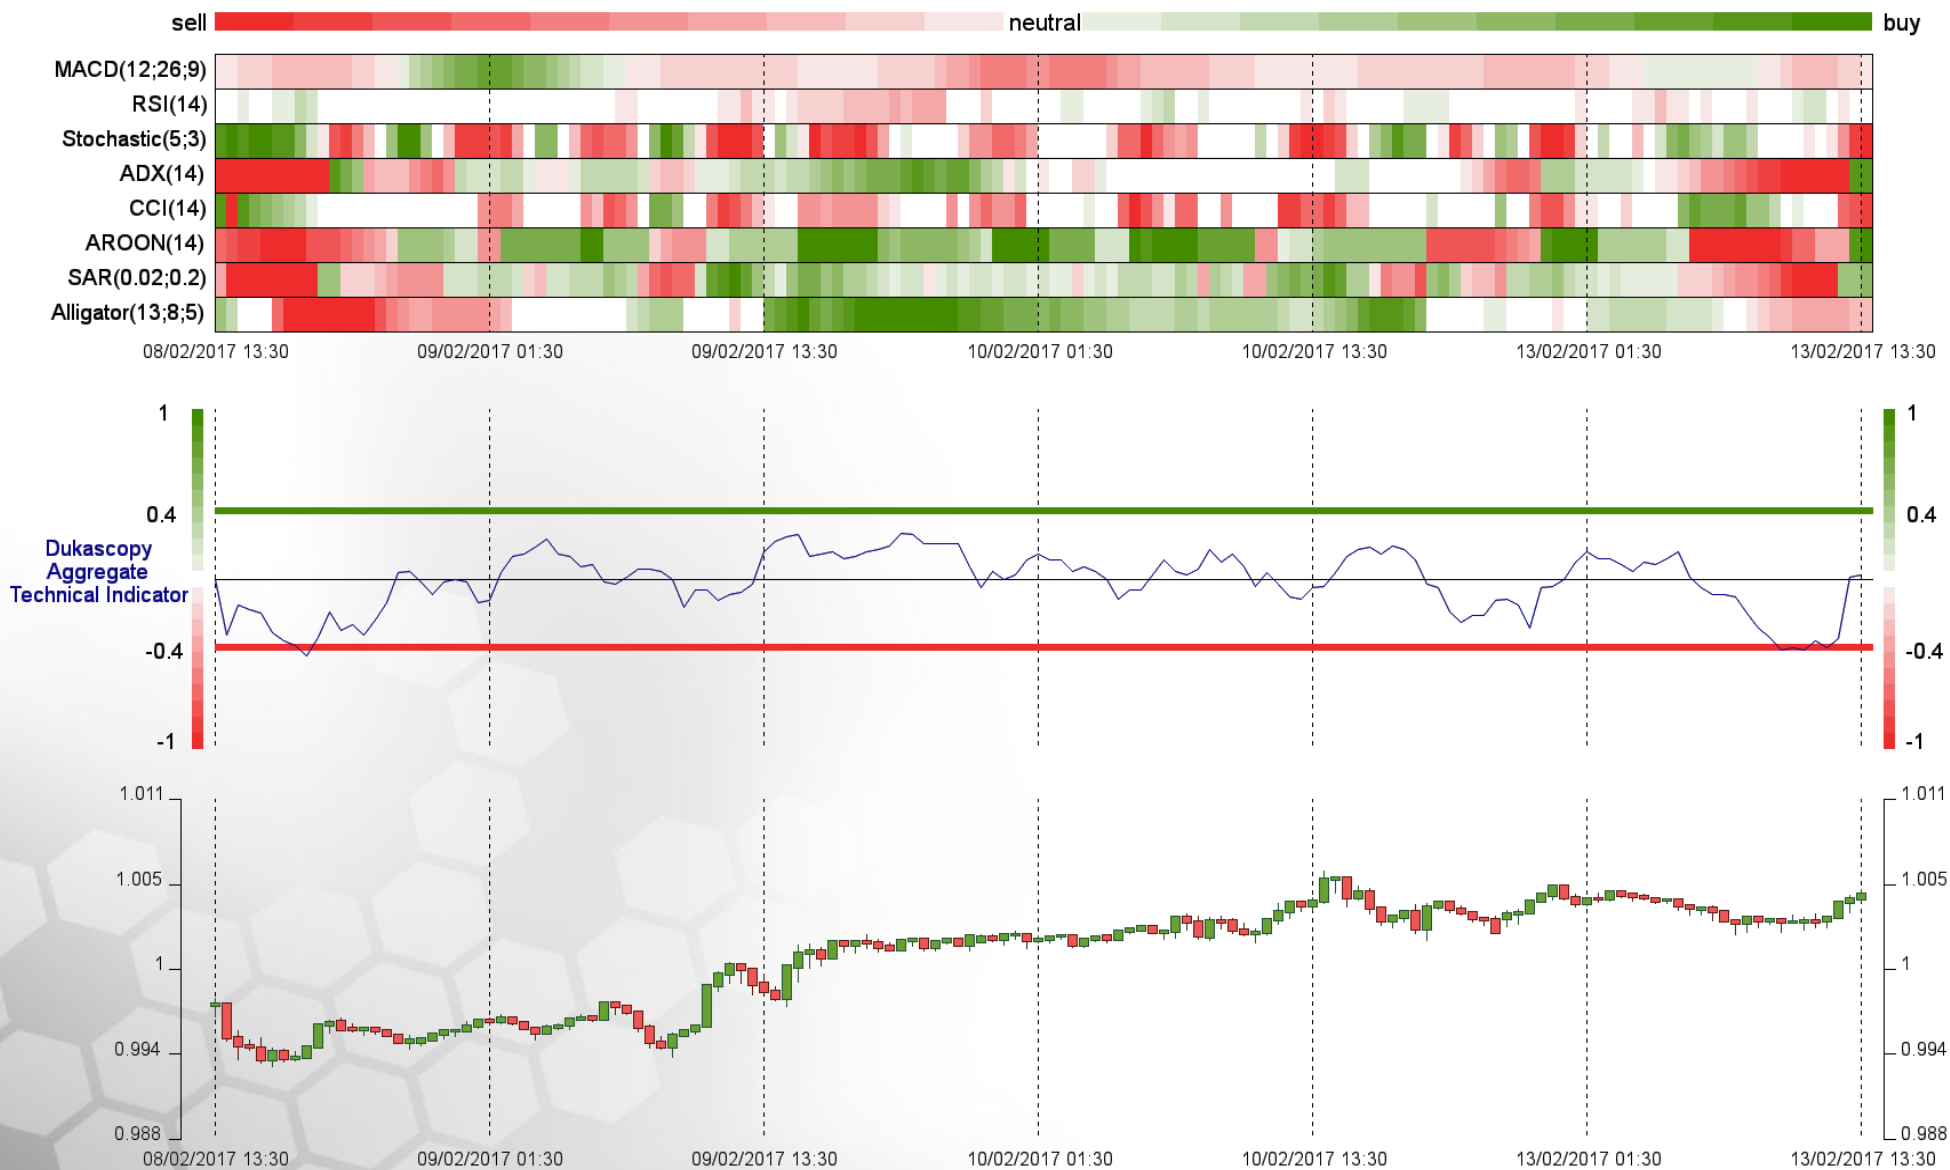 sell neutral buy
MACD(12;26;9)
RSI(14)
Stochastic(5;3)
ADX(14)
CCI(14)
AROON(14)
SAR(0.02;0.2)
Alligator(13;8;5)
08/02/2017 13:30 09/02/2017 01:30 09/02/2017 13:30 10/02/2017 01:30 10/02/2017 13:30 13/02/2017 01:30 13/02/2017 13:30
1 1
0.4 0.4
Dukascopy
Aggregate
Technical Indicator
-0.4 -0.4
-1 -1
1.011 1.011
1.005 1.005
1 1
0.994 0.994
0.988 0.988
08/02/2017 13:30 09/02/2017 01:30 09/02/2017 13:30 10/02/2017 01:30 10/02/2017 13:30 13/02/2017 01:30 13/02/2017 13:30